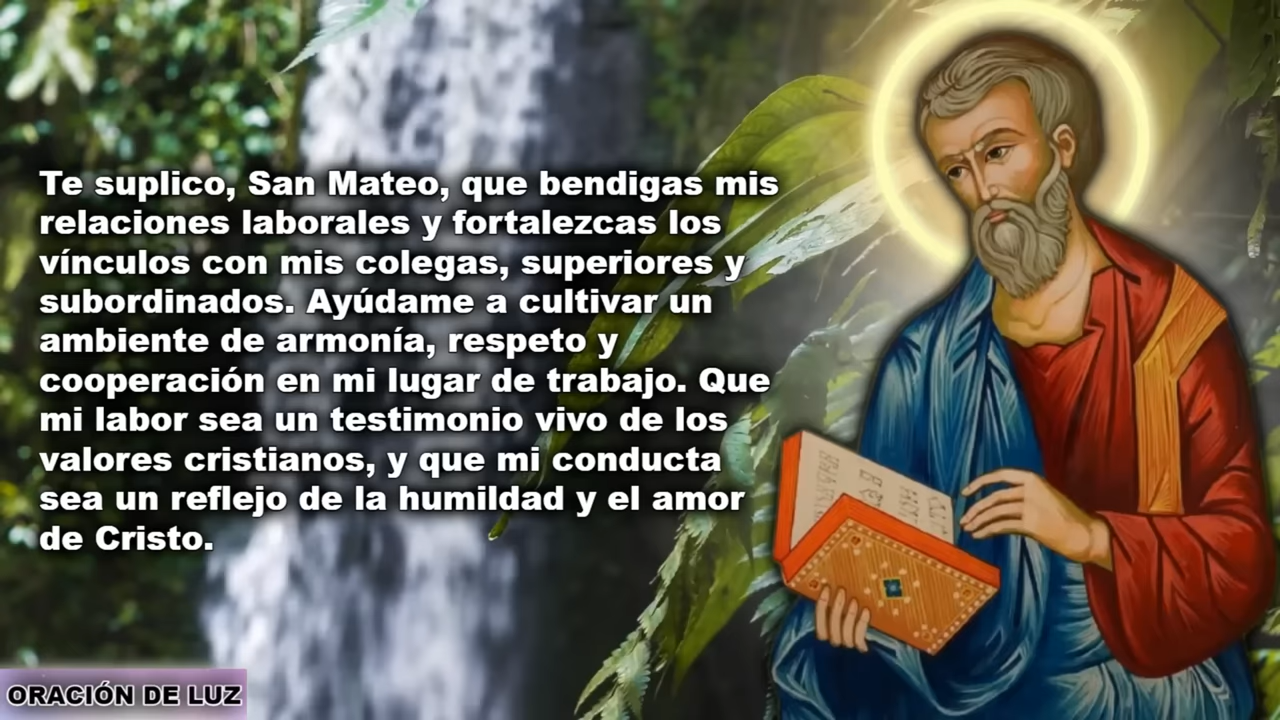 Te suplico, San Mateo, que bendigas mis
relaciones laborales y fortalezcas los
vínculos con mis colegas, superiores y
subordinados. Ayúdame a cultivar un
ambiente de armonía, respeto y
cooperación en mi lugar de trabajo. Que
mi labor sea un testimonio vivo de los
valores cristianos, y que mi conducta
sea un reflejo de la humildad y el amor
de Cristo.
ORACIÓN DE LUZ